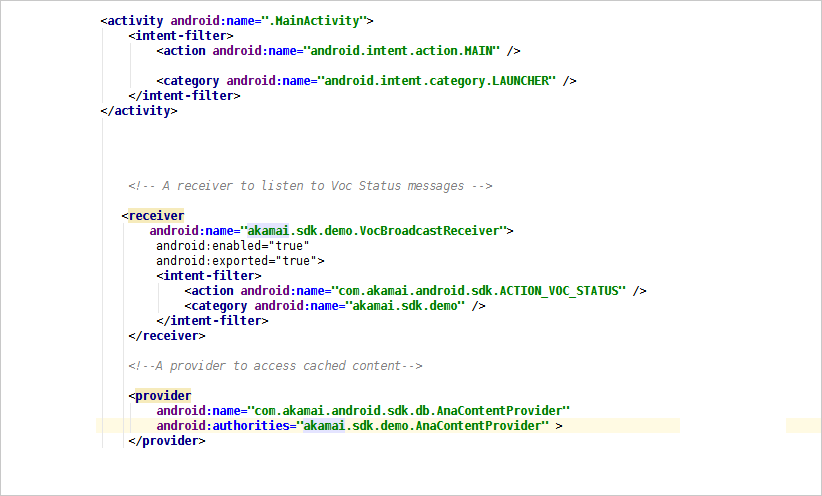 <activity android:name=".MainActivity">
<intent-filter>
<action android:name="android.intent.action.MAIN" />
<category android:name="android.intent.category.LAUNCHER" />
</intent-filter>
</activity>
<!-- A receiver to listen to Voc Status messages -->
<receiver
android:name="akamai.sdk.demo.VocBroadcastReceiver">
android:enabled="true"
android:exported="true">
<intent-filter>
<action android:name="com.akamai.android.sdk.ACTION_VOC_STATUS" />
<category android:name="akamai.sdk.demo" />
</intent-filter>
</receiver>
<!--A provider to access cached content-->
<provider
android:name="com.akamai.android.sdk.db.AnaContentProvider"
android:authorities="akamai.sdk.demo.AnaContentProvider" >
</provider>